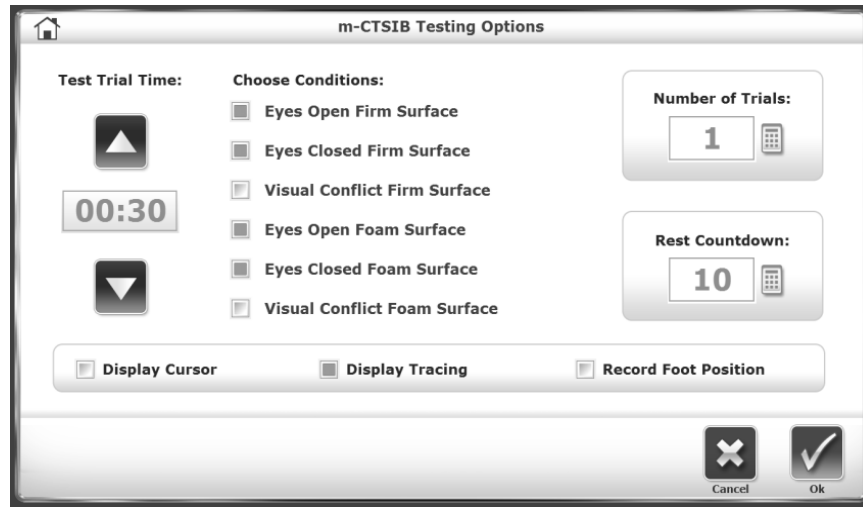 m-CTSIB Testing Options
Test Trial Time:
00:30
Choose Conditions:
Eyes Open Firm Surface
Eyes Closed Firm Surface
Visual Conflict Firm Surface
Eyes Open Foam Surface
Eyes Closed Foam Surface
Visual Conflict Foam Surface
Number of Trials:
1
Rest Countdown:
10
Display Cursor
Display Tracing
Record Foot Position
Cancel
Ok